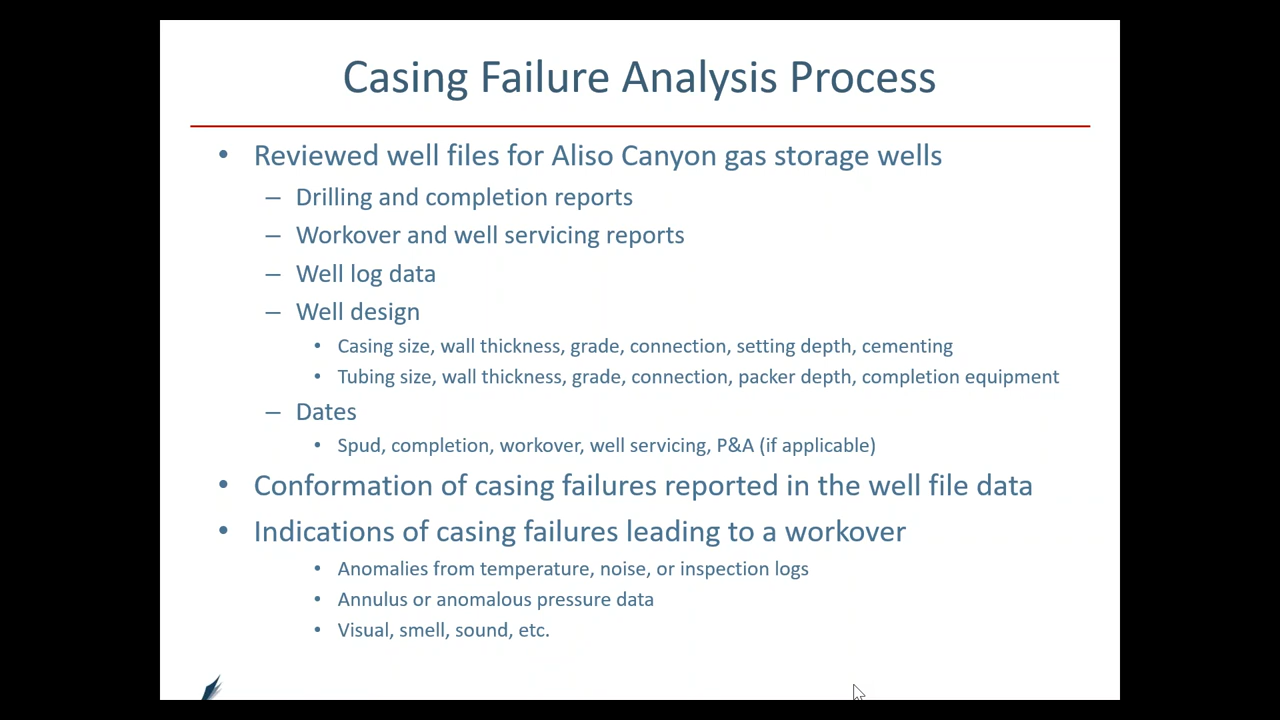 Casing Failure Analysis Process
• Reviewed well files for Aliso Canyon gas storage wells
– Drilling and completion reports
– Workover and well servicing reports
– Well log data
– Well design
• Casing size, wall thickness, grade, connection, setting depth, cementing
• Tubing size, wall thickness, grade, connection, packer depth, completion equipment
– Dates
• Spud, completion, workover, well servicing, P&A (if applicable)
• Conformation of casing failures reported in the well file data
• Indications of casing failures leading to a workover
• Anomalies from temperature, noise, or inspection logs
• Annulus or anomalous pressure data
• Visual, smell, sound, etc.